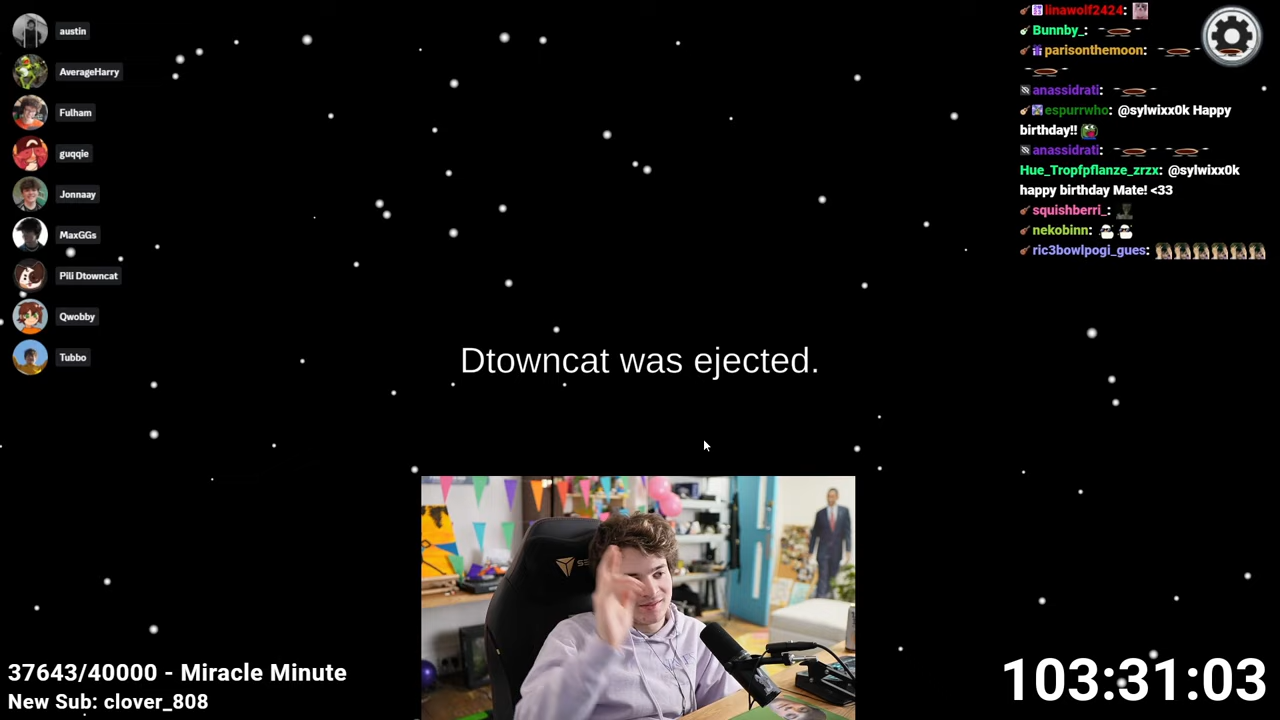 austin
AverageHarry
Fulham
guqqie
Jonnaay
MaxGGs
Pili Dtowncat
Qwobby
Tubbo
linawolf2424:
Bunnby_:
parisonthemoon:
anassidrati:
espurrwho: @sylwixx0k Happy
birthday!!
anassidrati:
Hue_Tropfpflanze_zrzx: @sylwixx0k
happy birthday Mate! <33
squishberri_:
nekobinn:
ric3bowlpogi_gues:
Dtowncat was ejected.
37643/40000 - Miracle Minute
New Sub: clover_808
103:31:03